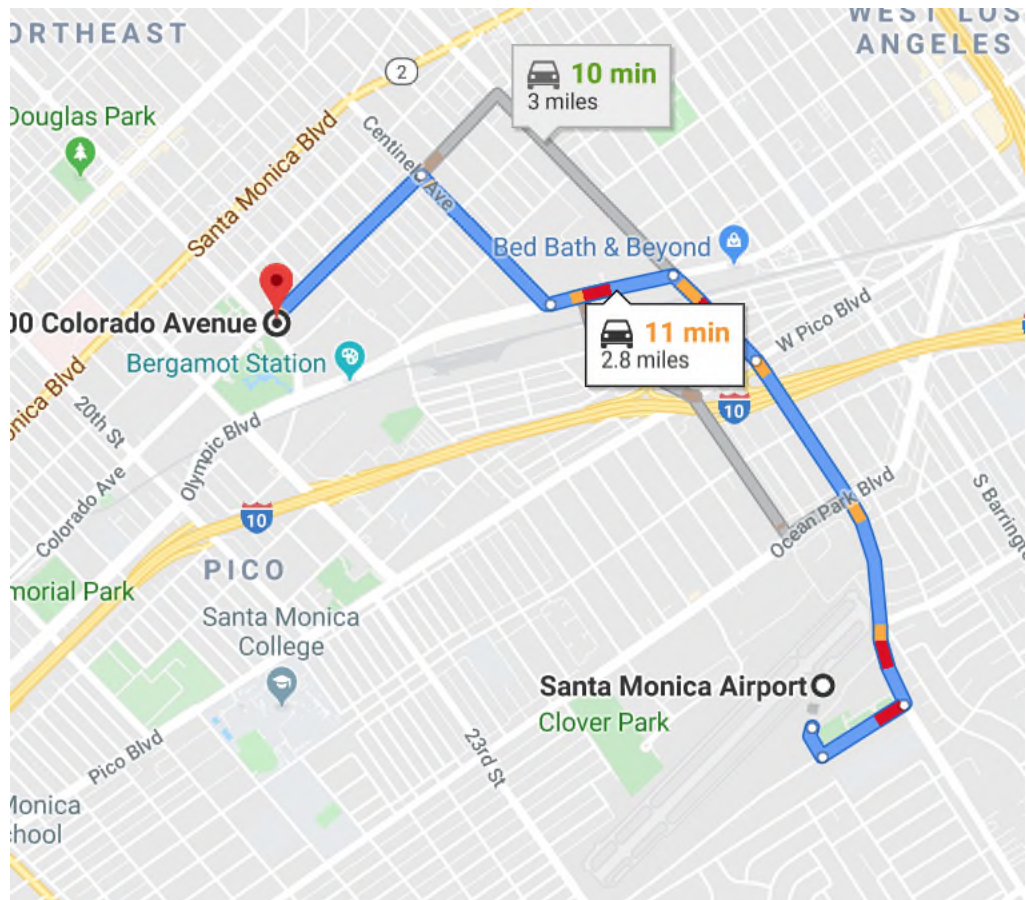 ORTHEAST
WEST LOS
ANGELES
2
10 min
3 miles
Douglas Park
Santa Monica Blvd
Centinela Ave
Bed Bath & Beyond
00 Colorado Avenue
11 min
2.8 miles
W Pico Blvd
Bergamot Station
10
onica Blvd
20th St
Olympic Blvd
Colorado Ave
10
Ocean Park Blvd
S Barringt
PICO
morial Park
Santa Monica
College
Santa Monica Airport
Clover Park
23rd St
Pico Blvd
Monica
chool